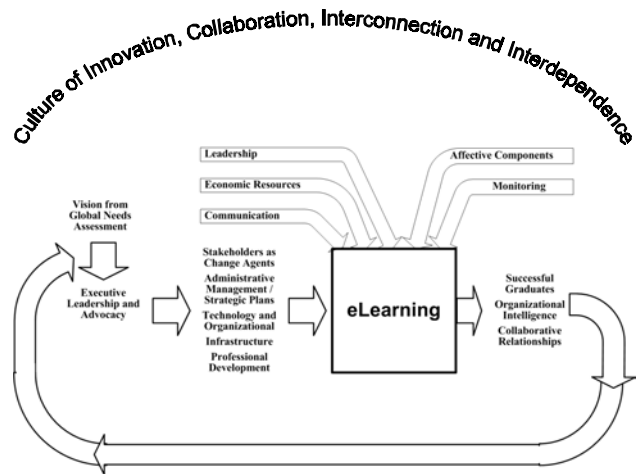 Culture of Innovation, Collaboration, Interconnection and Interdependence
Leadership
Economic Resources
Communication
Affective Components
Monitoring
Vision from
Global Needs
Assessment
Executive
Leadership and
Advocacy
Stakeholders as
Change Agents
Administrative
Management /
Strategic Plans
Technology and
Organizational
Infrastructure
Professional
Development
eLearning
Successful
Graduates
Organizational
Intelligence
Collaborative
Relationships